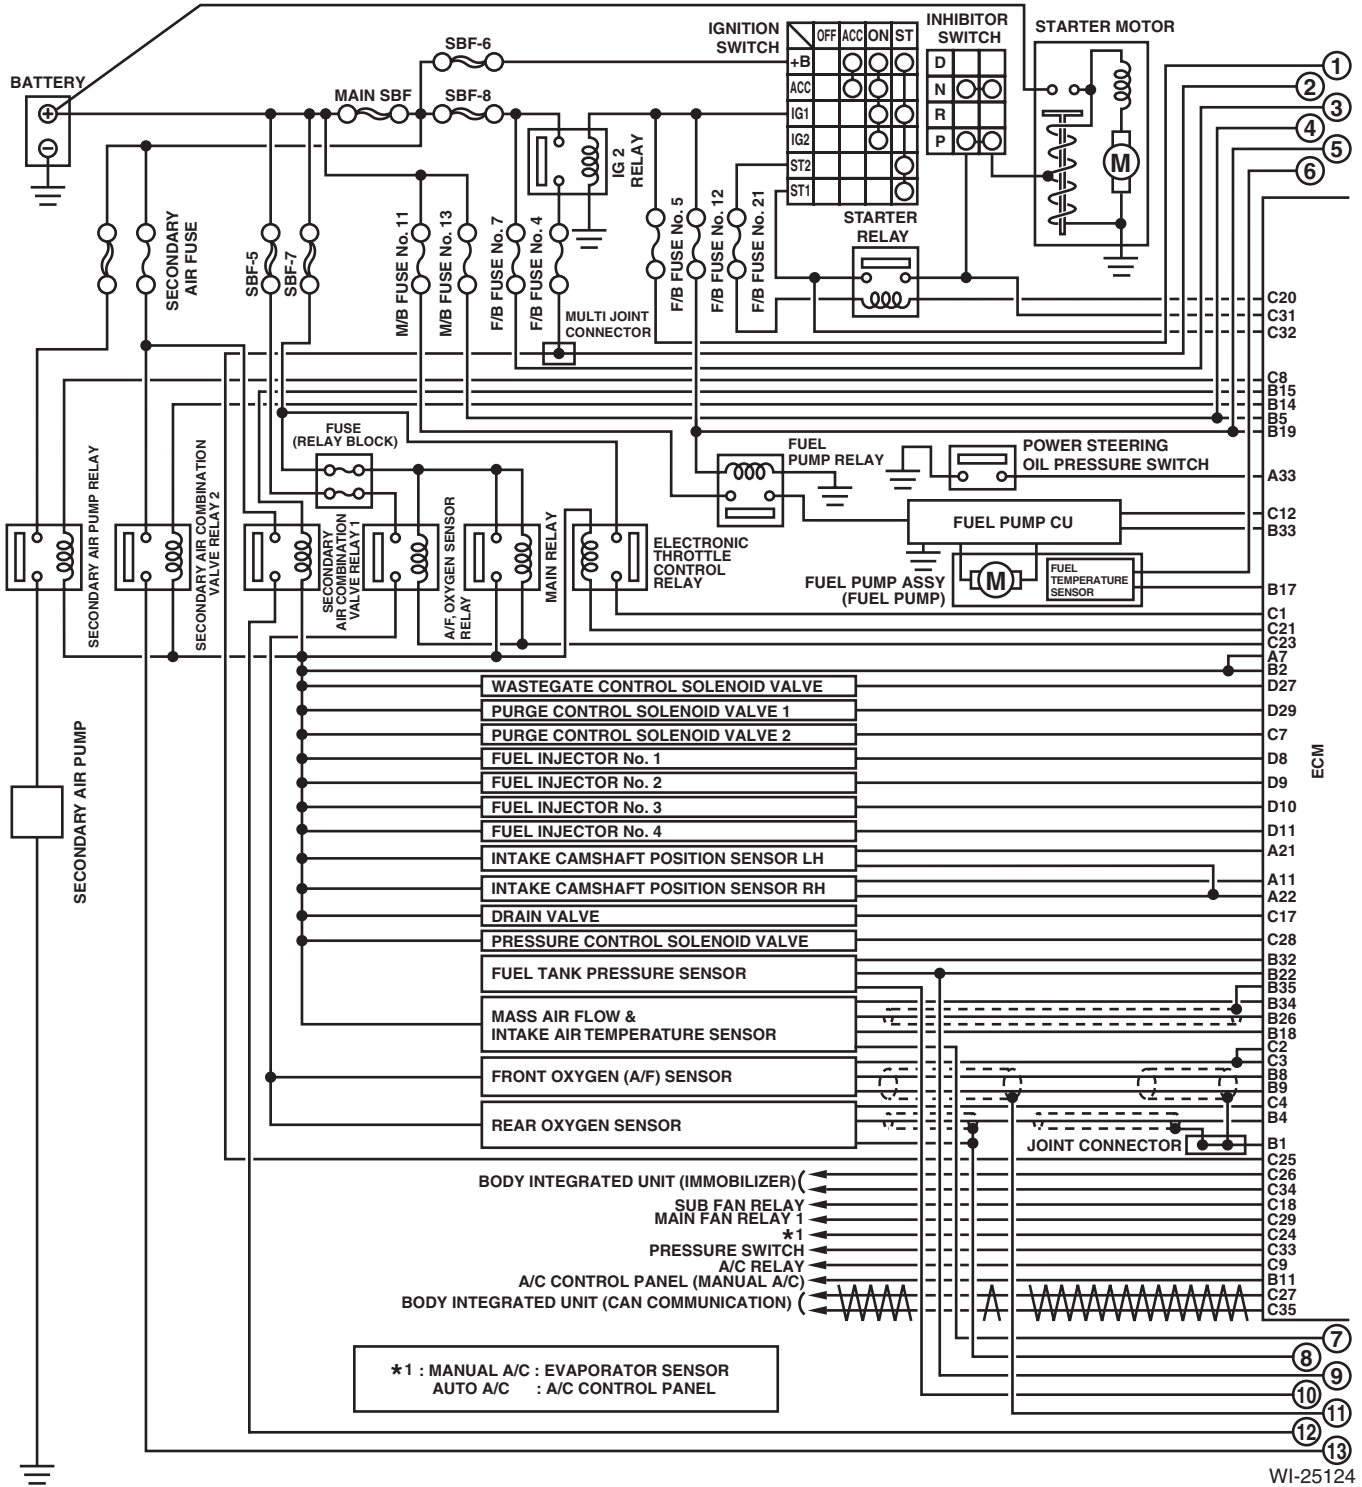 IGNITION
SWITCH
OFF ACC ON ST
+B
ACC
IG1
IG2
ST2
ST1
INHIBITOR
SWITCH
D
N
R
P
STARTER MOTOR
M
1
2
3
4
5
6
BATTERY
SBF-6
MAIN SBF
SBF-8
IG 2
RELAY
SECONDARY
AIR FUSE
SBF-5
SBF-7
M/B FUSE No. 11
M/B FUSE No. 13
F/B FUSE No. 7
F/B FUSE No. 4
F/B FUSE No. 5
F/B FUSE No. 12
F/B FUSE No. 21
STARTER
RELAY
MULTI JOINT
CONNECTOR
C20
C31
C32
C8
B15
B14
B5
B19
FUSE
(RELAY BLOCK)
FUEL
PUMP RELAY
POWER STEERING
OIL PRESSURE SWITCH
A33
FUEL PUMP CU
C12
B33
SECONDARY AIR PUMP RELAY
SECONDARY AIR COMBINATION
VALVE RELAY 2
SECONDARY
AIR COMBINATION
VALVE RELAY 1
A/F, OXYGEN SENSOR
RELAY
MAIN RELAY
ELECTRONIC
THROTTLE
CONTROL
RELAY
FUEL PUMP ASSY
(FUEL PUMP)
M
FUEL
TEMPERATURE
SENSOR
B17
C1
C21
C23
A7
B2
WASTEGATE CONTROL SOLENOID VALVE
D27
PURGE CONTROL SOLENOID VALVE 1
D29
PURGE CONTROL SOLENOID VALVE 2
C7
FUEL INJECTOR No. 1
D8
FUEL INJECTOR No. 2
D9
FUEL INJECTOR No. 3
D10
FUEL INJECTOR No. 4
D11
ECM
SECONDARY AIR PUMP
INTAKE CAMSHAFT POSITION SENSOR LH
A21
INTAKE CAMSHAFT POSITION SENSOR RH
A11
A22
DRAIN VALVE
C17
PRESSURE CONTROL SOLENOID VALVE
C28
FUEL TANK PRESSURE SENSOR
B32
B22
B35
MASS AIR FLOW &
INTAKE AIR TEMPERATURE SENSOR
B34
B26
B18
C2
C3
FRONT OXYGEN (A/F) SENSOR
B8
B9
C4
REAR OXYGEN SENSOR
B4
JOINT CONNECTOR
B1
C25
BODY INTEGRATED UNIT (IMMOBILIZER)
C26
C34
SUB FAN RELAY
C18
MAIN FAN RELAY 1
C29
*1
C24
PRESSURE SWITCH
C33
A/C RELAY
C9
A/C CONTROL PANEL (MANUAL A/C)
B11
BODY INTEGRATED UNIT (CAN COMMUNICATION)
C27
C35
7
8
9
10
11
12
13
*1 : MANUAL A/C : EVAPORATOR SENSOR
AUTO A/C : A/C CONTROL PANEL
WI-25124